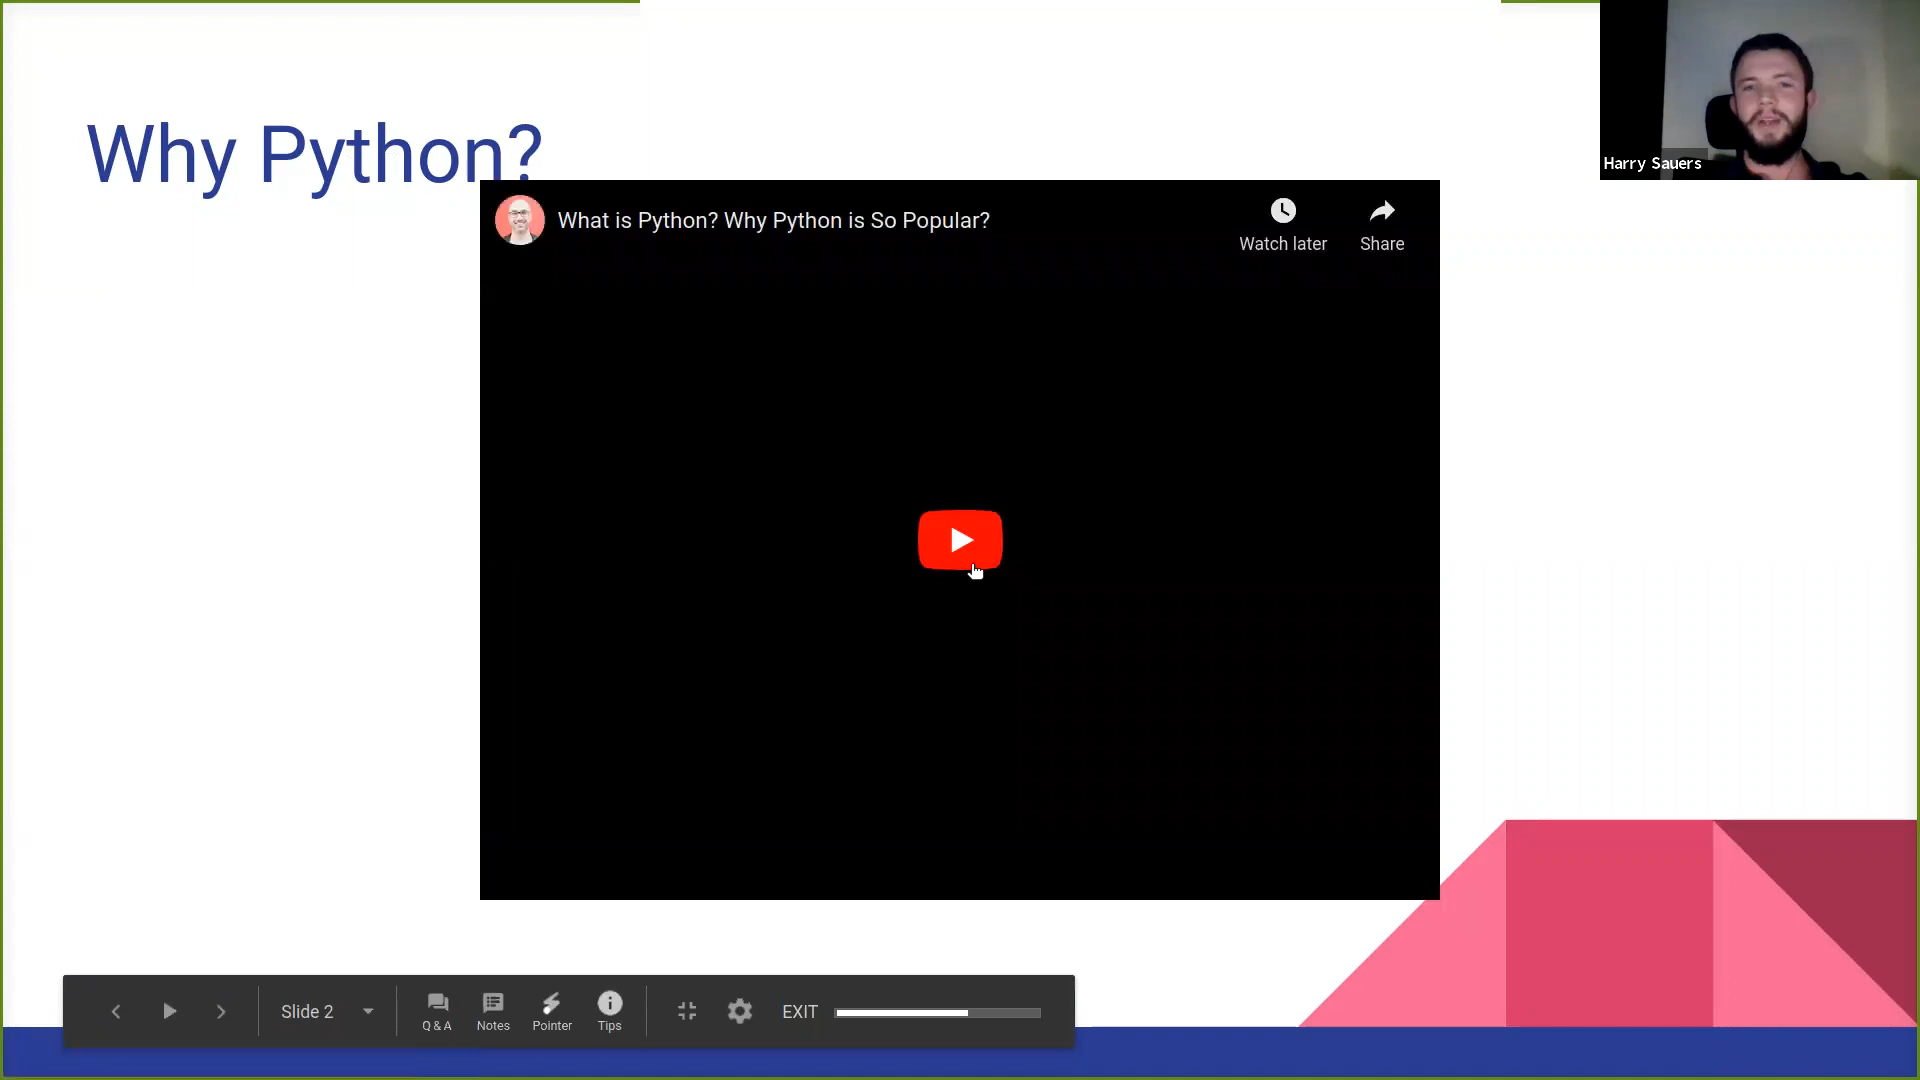 Why Python?
Harry Sauers
What is Python? Why Python is So Popular?
Watch later
Share
Slide 2
Q & A
Notes
Pointer
Tips
EXIT